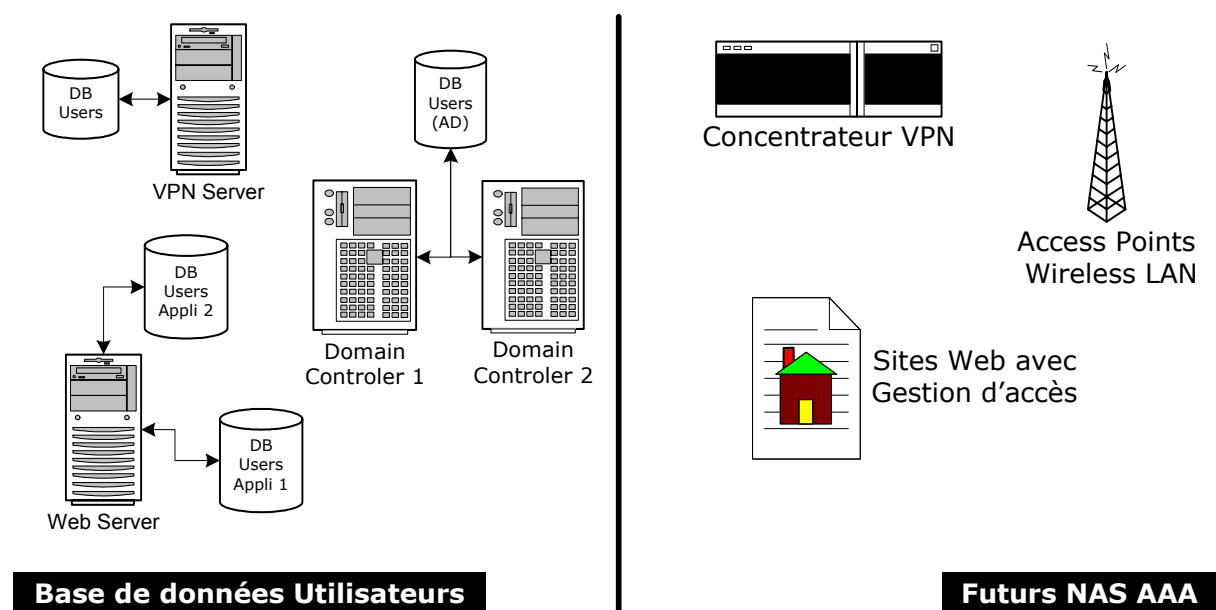 DB
Users
VPN Server
DB
Users
(AD)
DB
Users
Appli 2
Domain
Controler 1
Domain
Controler 2
DB
Users
Appli 1
Web Server
Base de données Utilisateurs
Concentrateur VPN
Access Points
Wireless LAN
Sites Web avec
Gestion d'accès
Futurs NAS AAA